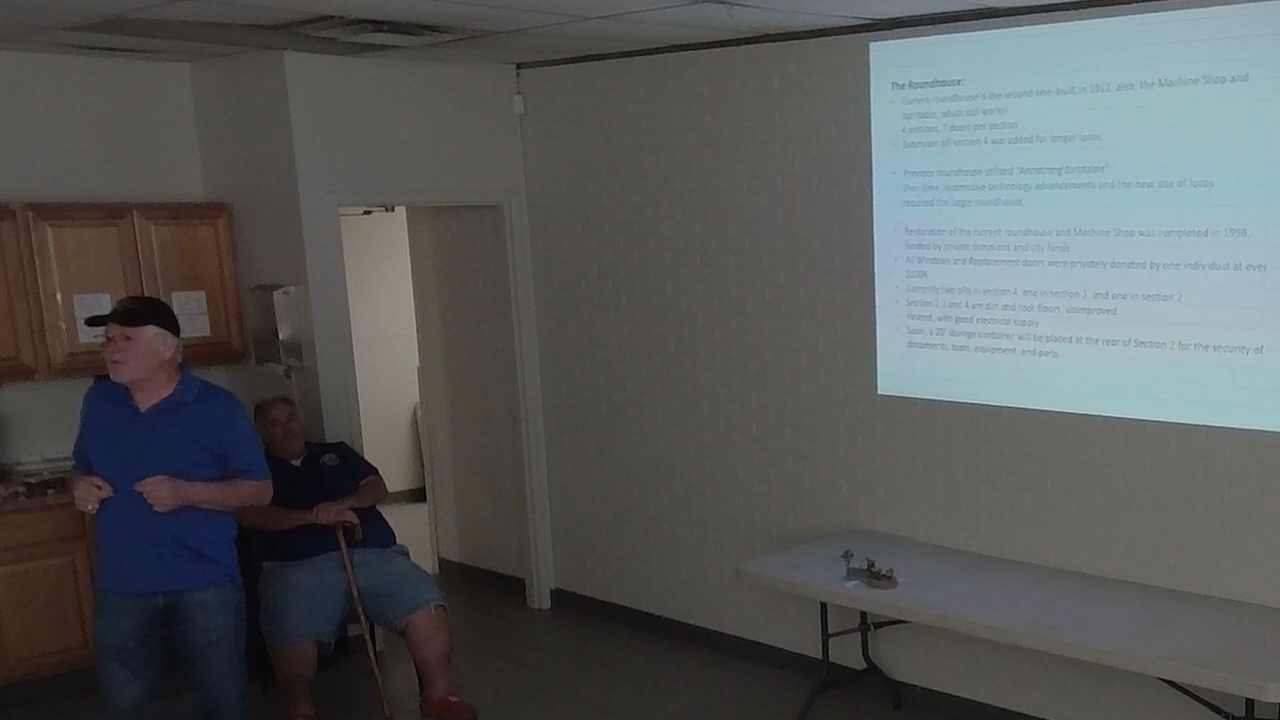 The Roundhouse:
Current roundhouse is the second one, built in 1912, also, the Machine Shop and
turntable, which still works!
4 sections, 7 doors per section
Extension off section 4 was added for longer locos.
Previous roundhouse utilized "Armstrong turntable"
Over time, locomotive technology advancements and the new size of locos
required the larger roundhouse.
Restoration of the current roundhouse and Machine Shop was completed in 1998,
funded by private donations and city funds.
All Windows and Replacement doors were privately donated by one individual at over
Currently two pits in section 4, one in section 3, and one in section 2
Section 2,3 and 4 are dirt and rock floors, unimproved.
Heated, with good electrical supply
Soon, a 20' storage container will be placed at the rear of Section 2 for the security of
documents, tools, equipment, and parts.